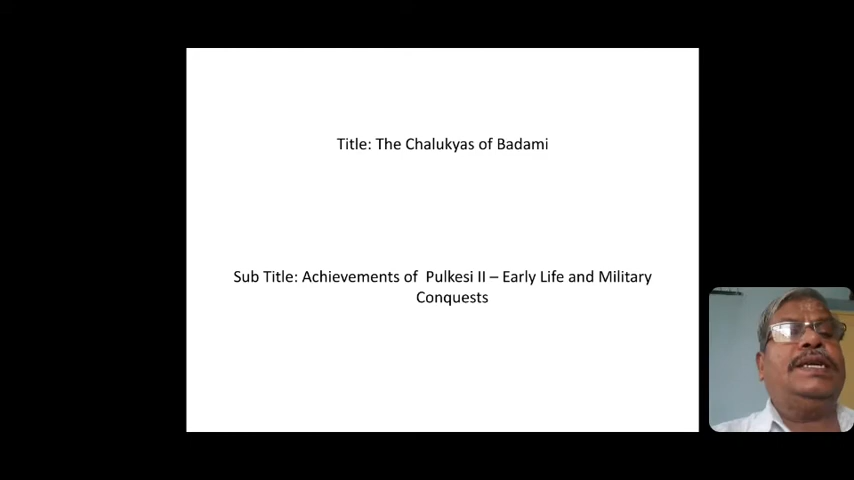 Title: The Chalukyas of Badami
Sub Title: Achievements of  Pulkesi II – Early Life and Military
Conquests